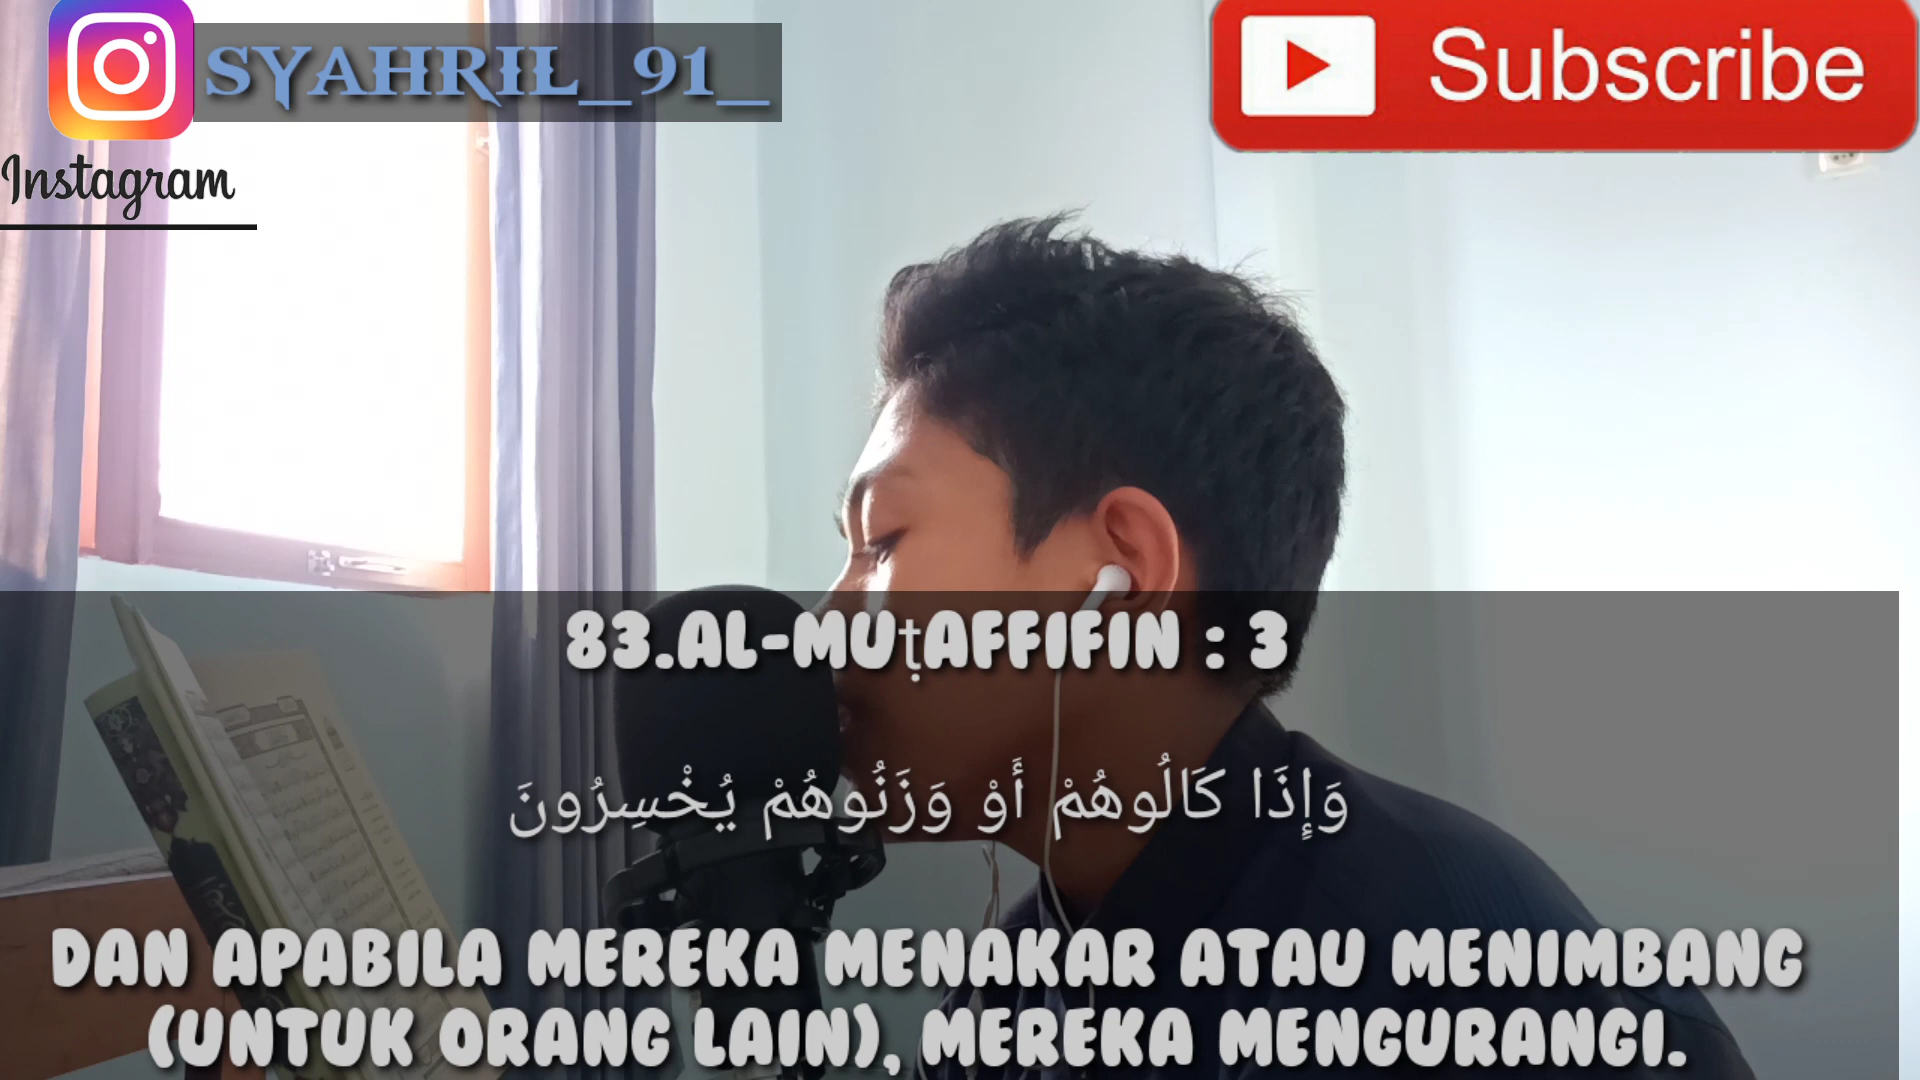 SYAHRIL_91_
Subscribe
Instagram
83.AL-MUṭAFFIFIN : 3
وَإِذَا كَالُوهُمْ أَوْ وَزَنُوهُمْ يُخْسِرُونَ
DAN APABILA MEREKA MENAKAR ATAU MENIMBANG
(UNTUK ORANG LAIN), MEREKA MENGURANGI.